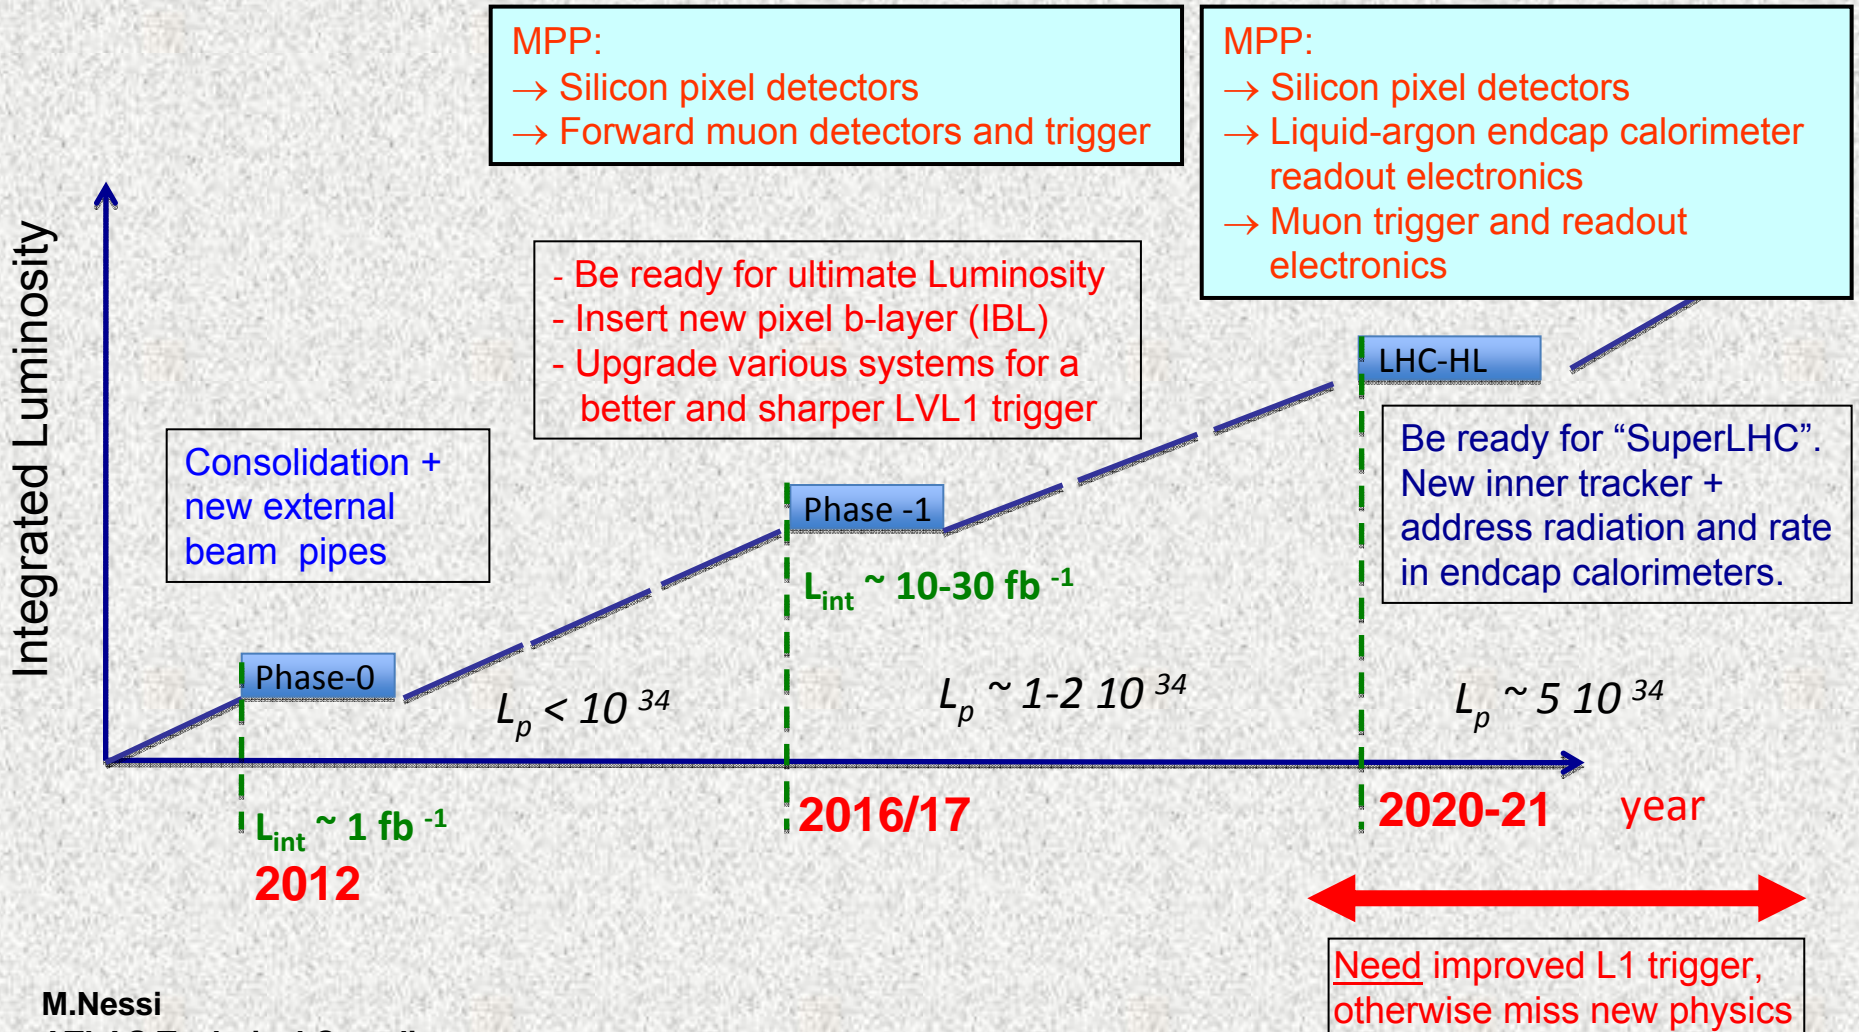 MPP:
→ Silicon pixel detectors
→ Forward muon detectors and trigger
MPP:
→ Silicon pixel detectors
→ Liquid-argon endcap calorimeter
readout electronics
→ Muon trigger and readout
electronics
Integrated Luminosity
- Be ready for ultimate Luminosity
- Insert new pixel b-layer (IBL)
- Upgrade various systems for a
better and sharper LVL1 trigger
LHC-HL
Consolidation +
new external
beam pipes
Be ready for “SuperLHC”.
New inner tracker +
address radiation and rate
in endcap calorimeters.
Phase -1
L_int ~ 10-30 fb ⁻¹
Phase-0
L_p < 10 ³⁴
L_p ~ 1-2 10 ³⁴
L_p ~ 5 10 ³⁴
L_int ~ 1 fb ⁻¹
2012
2016/17
2020-21
year
Need improved L1 trigger,
otherwise miss new physics
M.Nessi